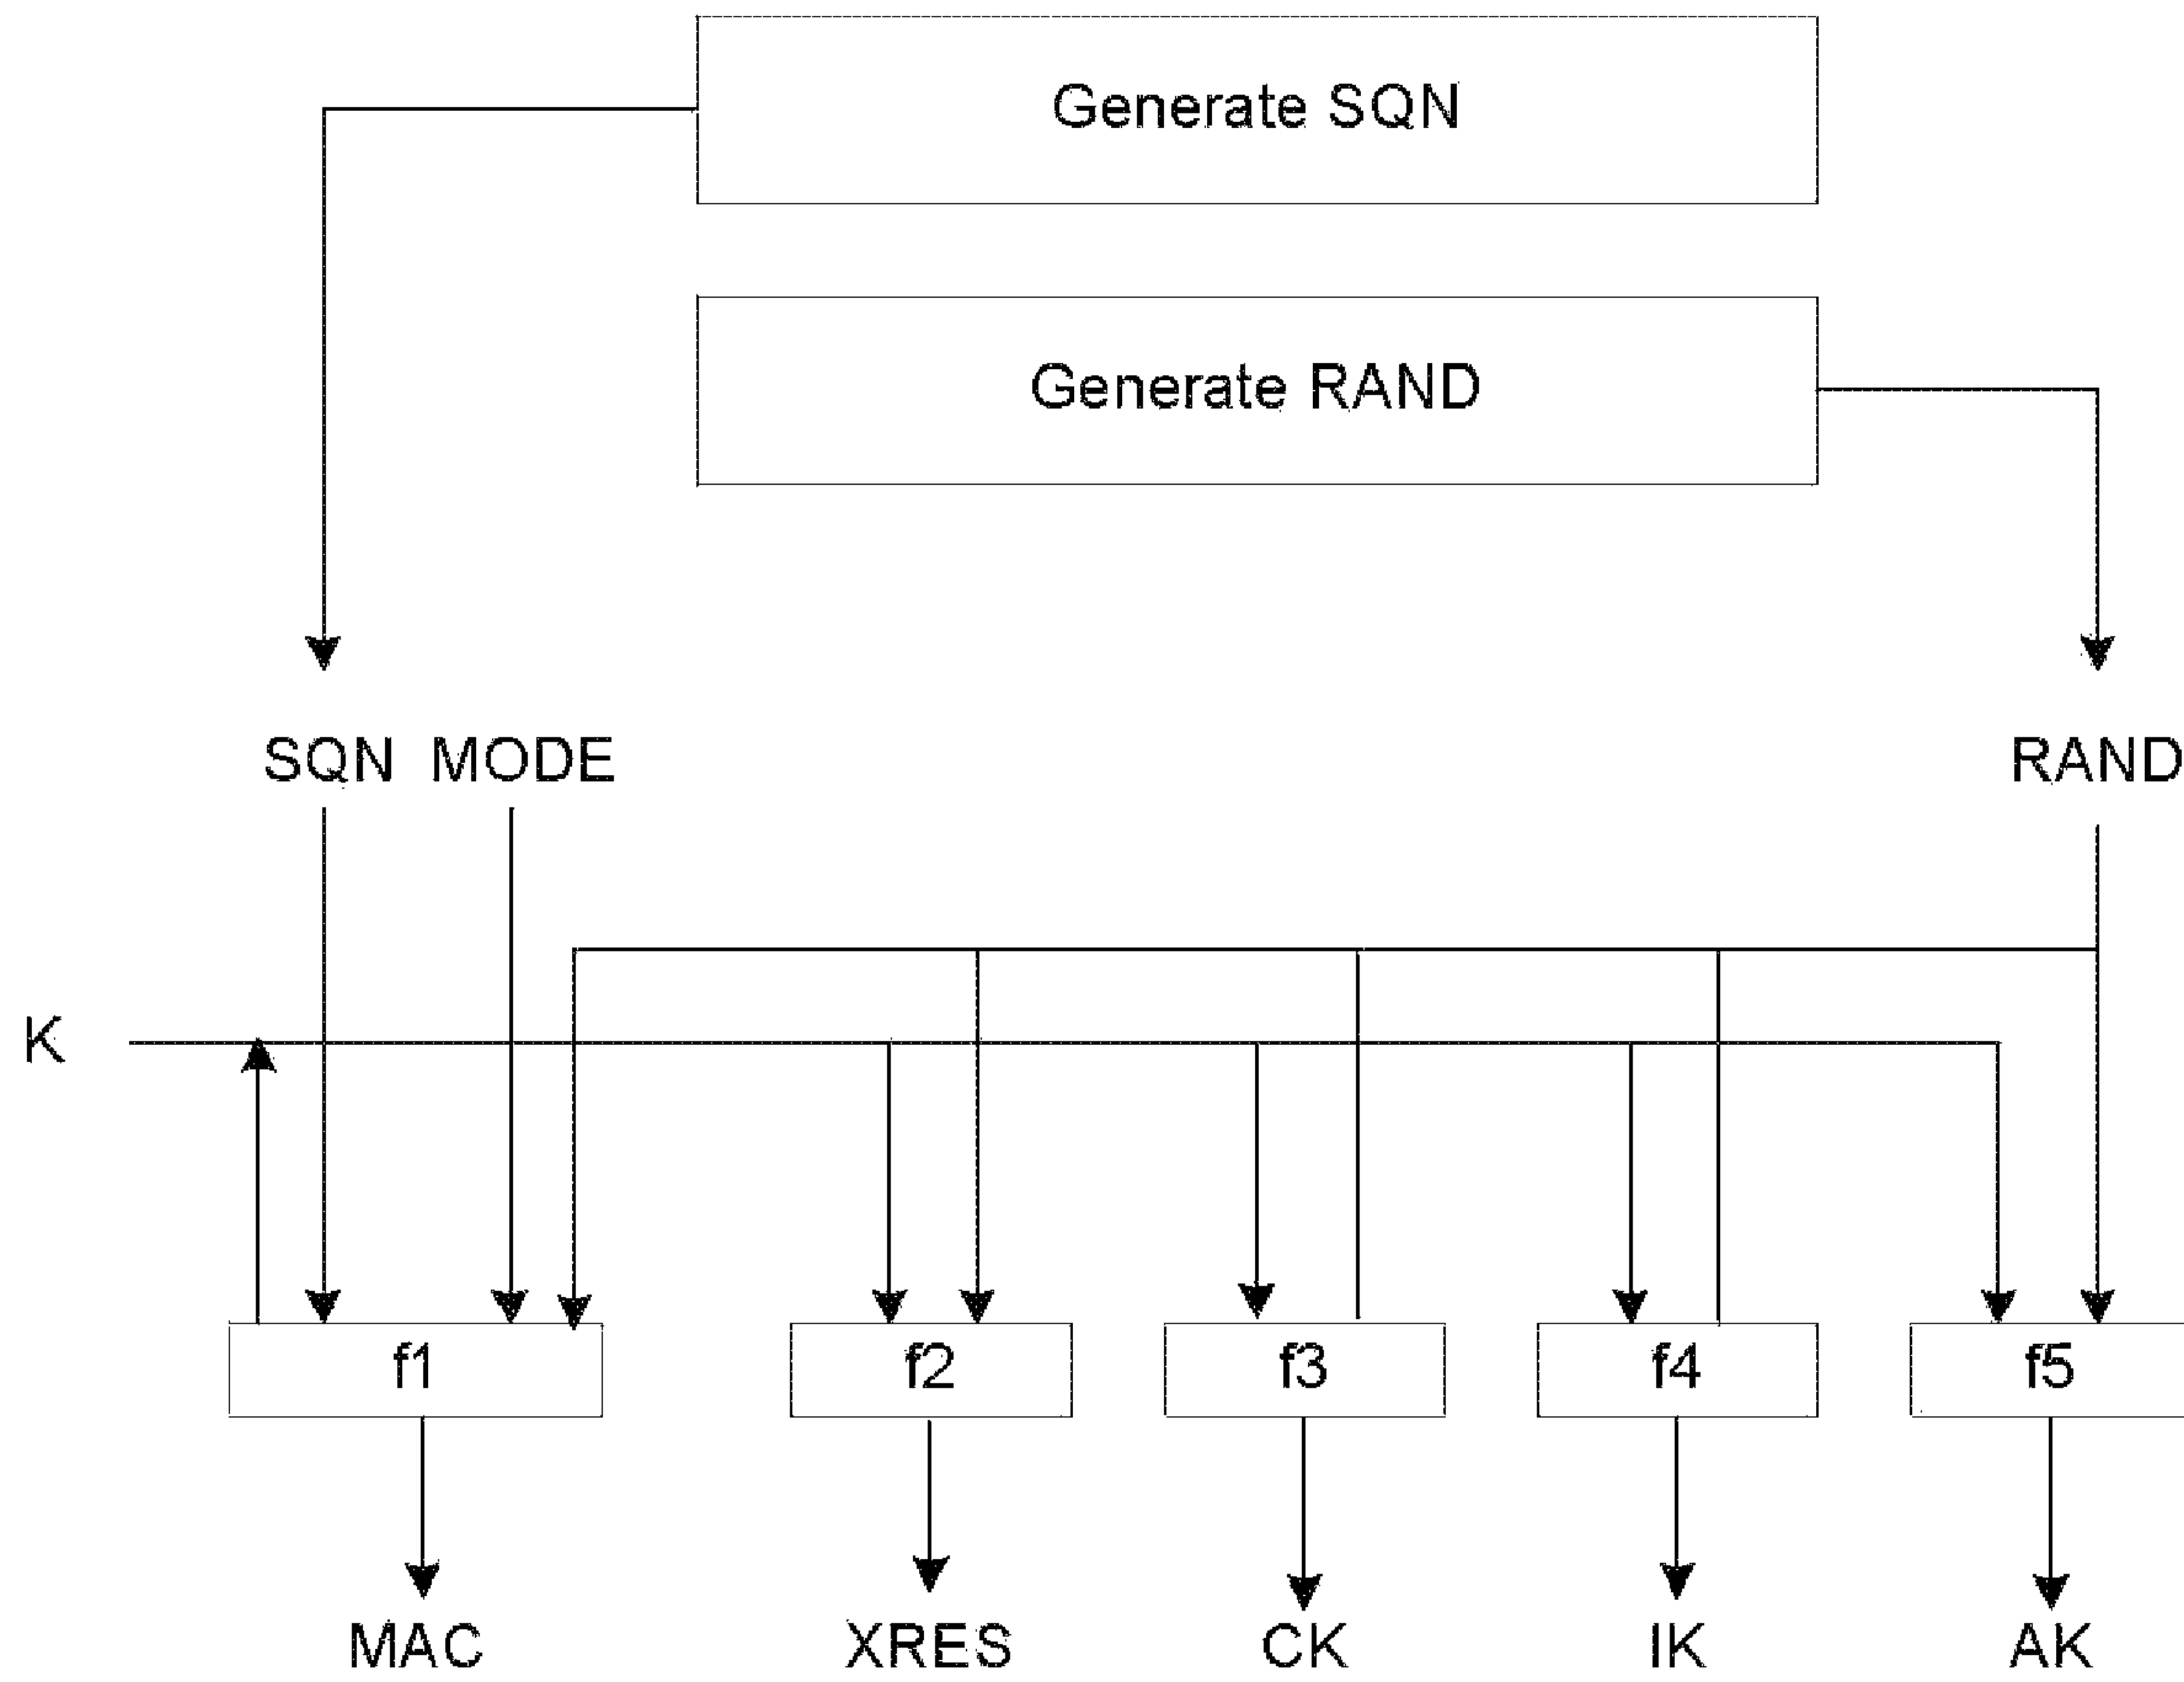 Generate SQN
Generate RAND
SQN MODE RAND
K
f1 f2 f3 f4 f5
MAC XRES CK IK AK